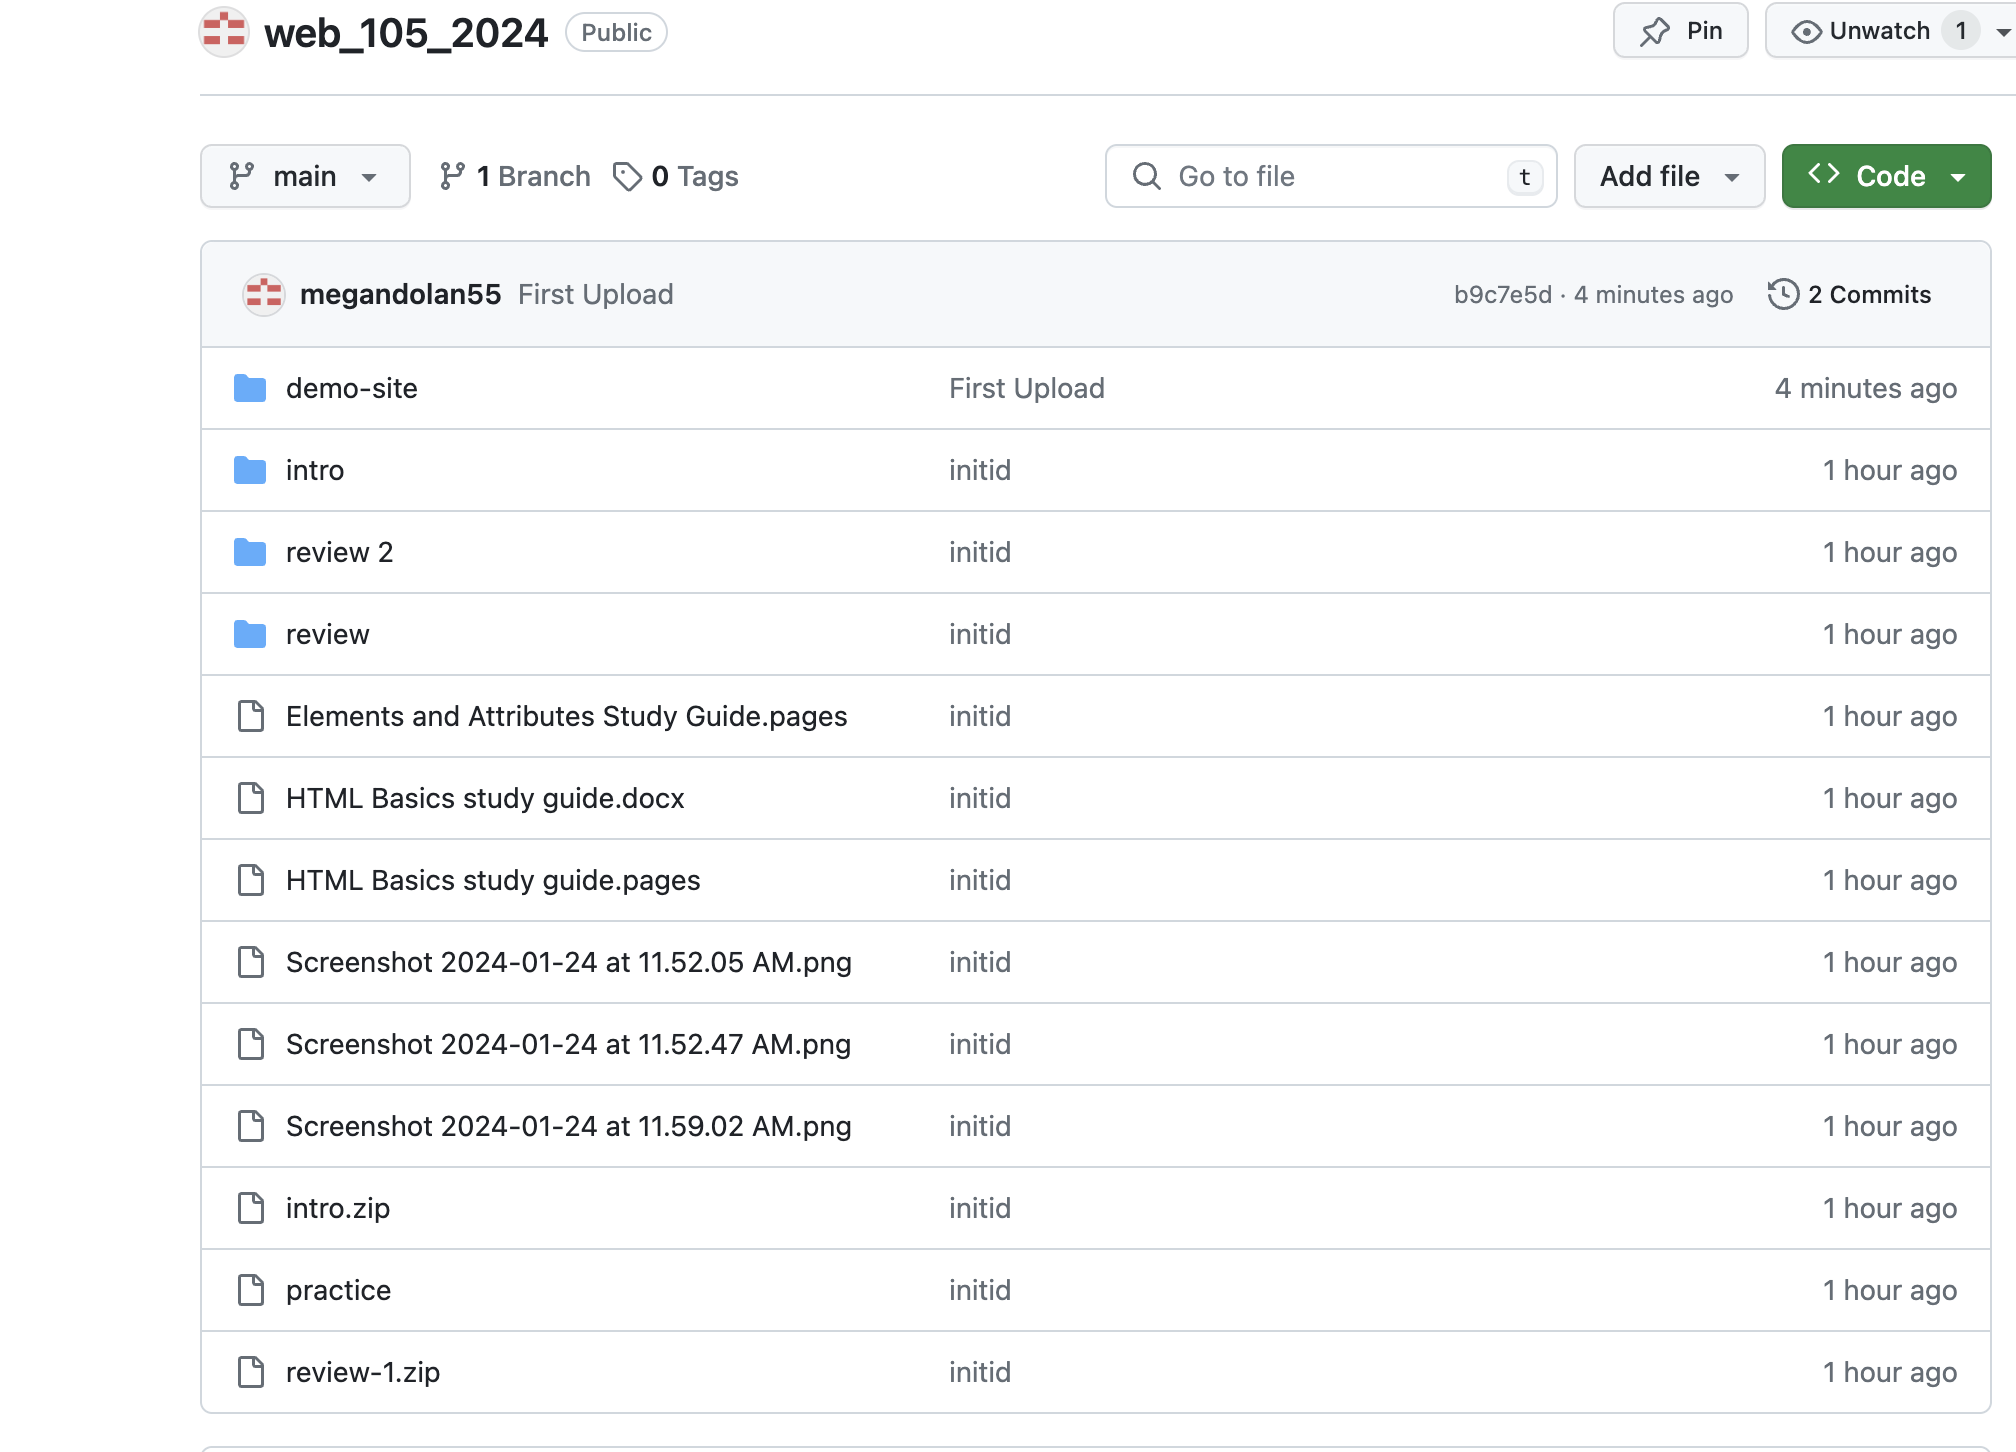 web_105_2024 Public Pin Unwatch 1
main 1 Branch 0 Tags Go to file t Add file Code
megandolan55 First Upload b9c7e5d · 4 minutes ago 2 Commits
demo-site First Upload 4 minutes ago
intro initid 1 hour ago
review 2 initid 1 hour ago
review initid 1 hour ago
Elements and Attributes Study Guide.pages initid 1 hour ago
HTML Basics study guide.docx initid 1 hour ago
HTML Basics study guide.pages initid 1 hour ago
Screenshot 2024-01-24 at 11.52.05 AM.png initid 1 hour ago
Screenshot 2024-01-24 at 11.52.47 AM.png initid 1 hour ago
Screenshot 2024-01-24 at 11.59.02 AM.png initid 1 hour ago
intro.zip initid 1 hour ago
practice initid 1 hour ago
review-1.zip initid 1 hour ago